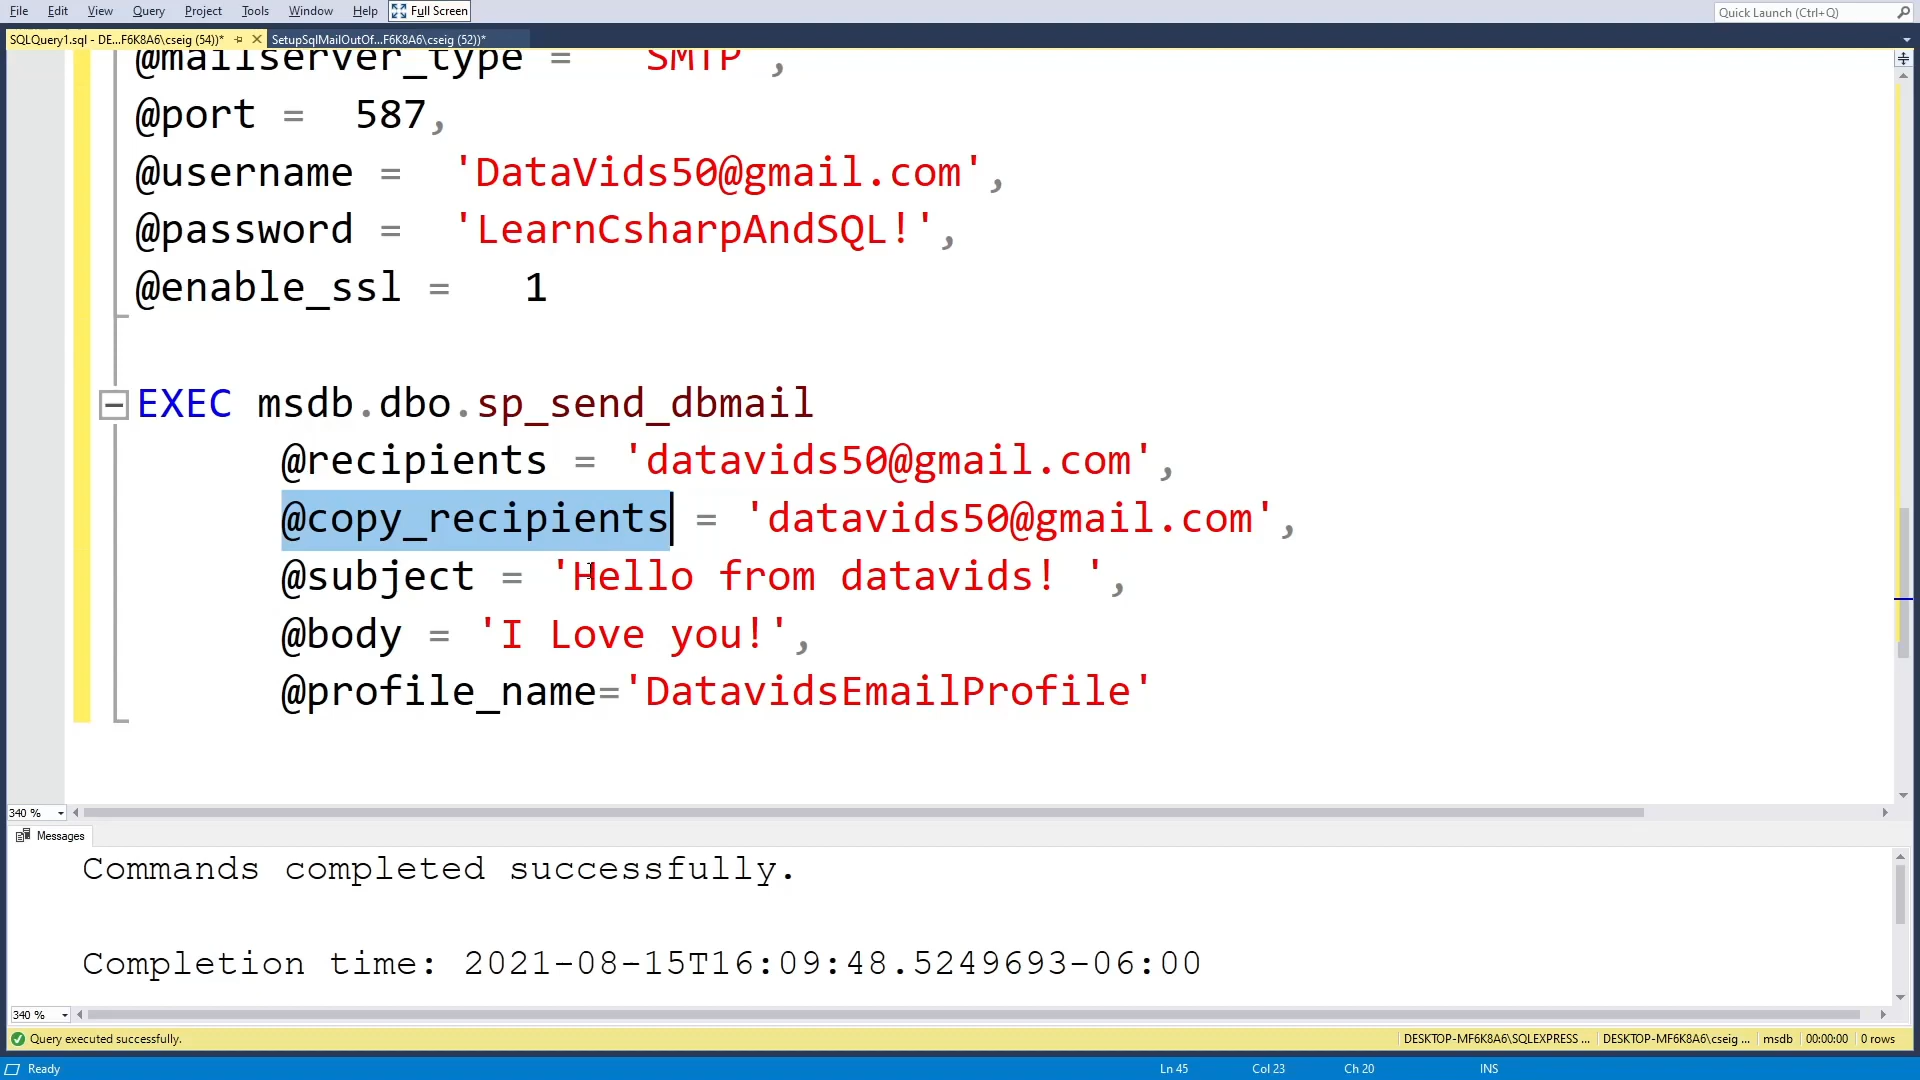 File Edit View Query Project Tools Window Help Full Screen
Quick Launch (Ctrl+Q)
SQLQuery1.sql - DE...F6K8A6\cseig (54))* SetupSqlMailOutOf...F6K8A6\cseig (52))*
@mailserver_type = 'SMTP',
@port = 587,
@username = 'DataVids50@gmail.com',
@password = 'LearnCsharpAndSQL!',
@enable_ssl = 1
EXEC msdb.dbo.sp_send_dbmail
@recipients = 'datavids50@gmail.com',
@copy_recipients = 'datavids50@gmail.com',
@subject = 'Hello from datavids! ',
@body = 'I Love you!',
@profile_name='DatavidsEmailProfile'
340 %
Messages
Commands completed successfully.
Completion time: 2021-08-15T16:09:48.5249693-06:00
340 %
Query executed successfully. DESKTOP-MF6K8A6\SQLEXPRESS ... DESKTOP-MF6K8A6\cseig ... msdb 00:00:00 0 rows
Ready Ln 45 Col 23 Ch 20 INS